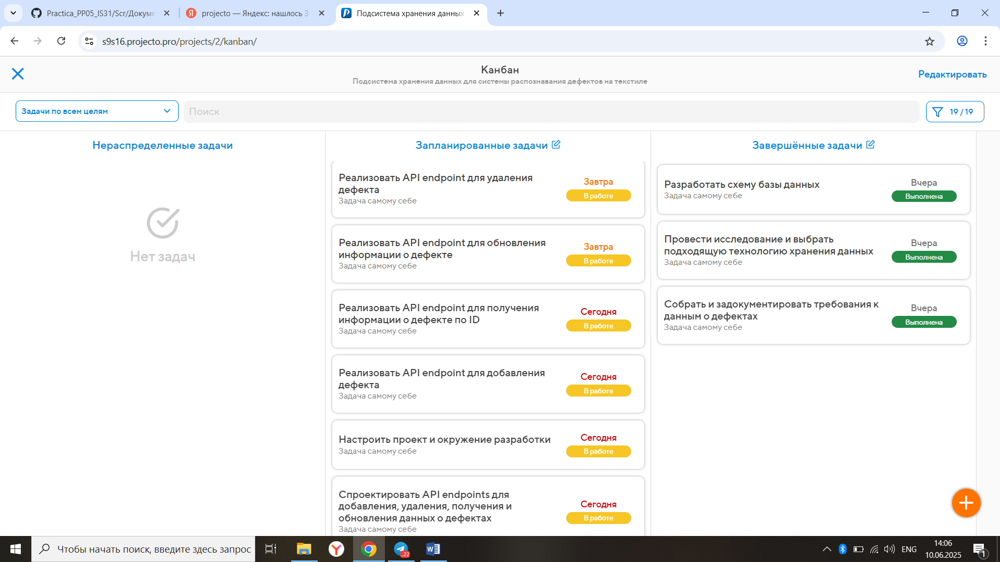 Practica_PP05_IS31/Scr/Докуме
projecto — Яндекс: нашлось 3
Подсистема хранения данных
s9s16.projecto.pro/projects/2/kanban/
Канбан
Подсистема хранения данных для системы распознавания дефектов на текстиле
Редактировать
Задачи по всем целям
Поиск
19 / 19
Нераспределенные задачи
Нет задач
Запланированные задачи
Реализовать API endpoint для удаления
дефекта
Задача самому себе
Завтра
В работе
Реализовать API endpoint для обновления
информации о дефекте
Задача самому себе
Завтра
В работе
Реализовать API endpoint для получения
информации о дефекте по ID
Задача самому себе
Сегодня
В работе
Реализовать API endpoint для добавления
дефекта
Задача самому себе
Сегодня
В работе
Настроить проект и окружение разработки
Задача самому себе
Сегодня
В работе
Спроектировать API endpoints для
добавления, удаления, получения и
обновления данных о дефектах
Задача самому себе
Сегодня
В работе
Завершённые задачи
Разработать схему базы данных
Задача самому себе
Вчера
Выполнена
Провести исследование и выбрать
подходящую технологию хранения данных
Задача самому себе
Вчера
Выполнена
Собрать и задокументировать требования к
данным о дефектах
Задача самому себе
Вчера
Выполнена
Чтобы начать поиск, введите здесь запрос
..22
ENG
14:06
10.06.2025
1